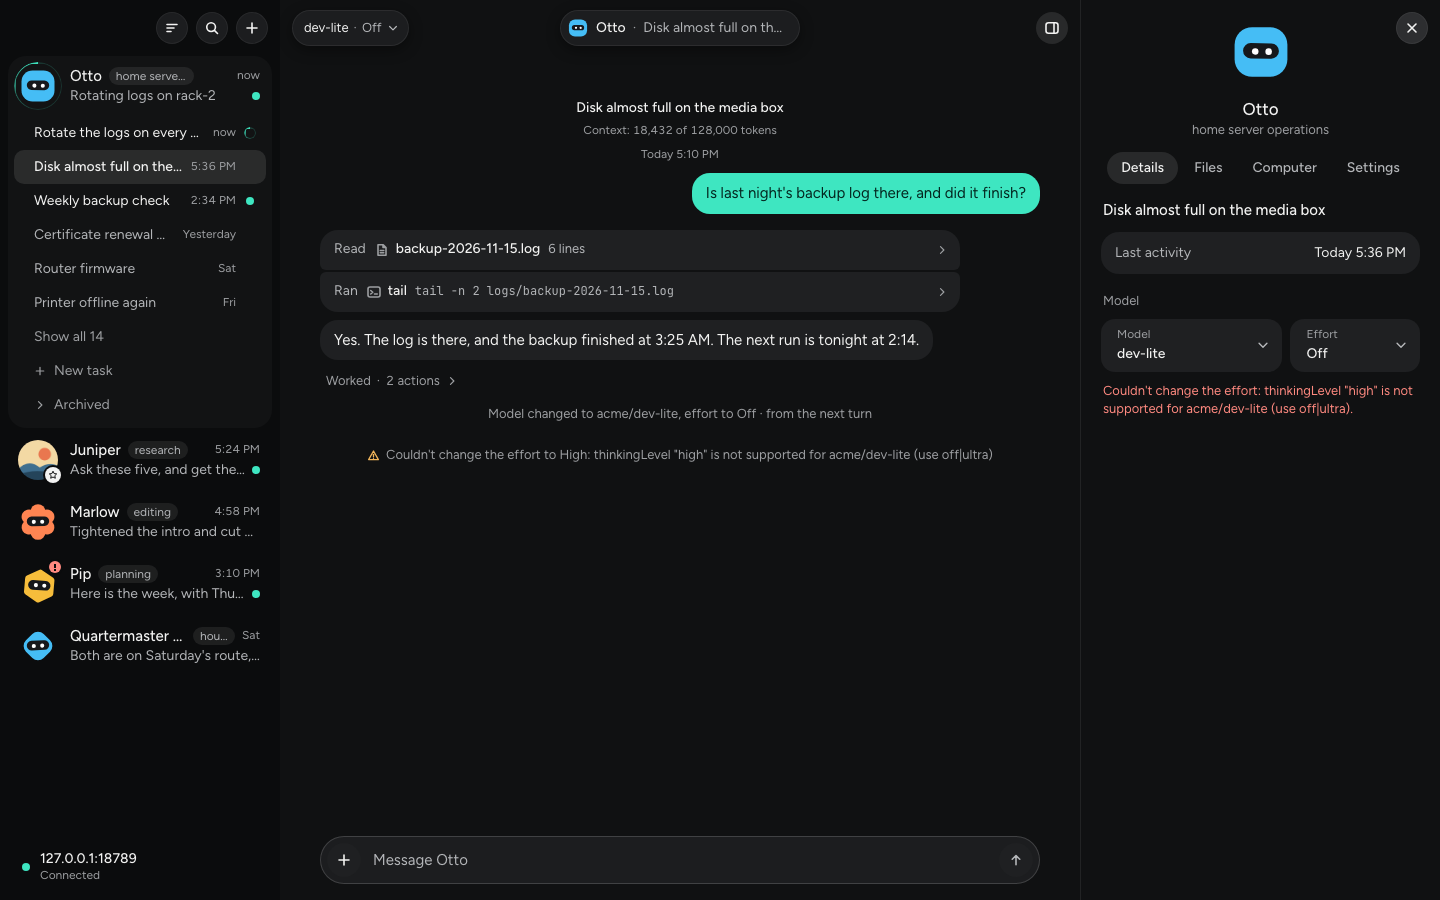 Otto
home serve...
now
Rotating logs on rack-2
Rotate the logs on every ...
now
Disk almost full on the...
5:36 PM
Weekly backup check
2:34 PM
Certificate renewal ...
Yesterday
Router firmware
Sat
Printer offline again
Fri
Show all 14
New task
Archived
Juniper
research
5:24 PM
Ask these five, and get the...
Marlow
editing
4:58 PM
Tightened the intro and cut ...
Pip
planning
3:10 PM
Here is the week, with Thu...
Quartermaster ...
hou...
Sat
Both are on Saturday's route,...
127.0.0.1:18789
Connected
dev-lite · Off
Otto · Disk almost full on th...
Disk almost full on the media box
Context: 18,432 of 128,000 tokens
Today 5:10 PM
Is last night's backup log there, and did it finish?
Read backup-2026-11-15.log 6 lines
Ran tail tail -n 2 logs/backup-2026-11-15.log
Yes. The log is there, and the backup finished at 3:25 AM. The next run is tonight at 2:14.
Worked · 2 actions
Model changed to acme/dev-lite, effort to Off · from the next turn
Couldn't change the effort to High: thinkingLevel "high" is not supported for acme/dev-lite (use off|ultra)
Message Otto
Otto
home server operations
Details
Files
Computer
Settings
Disk almost full on the media box
Last activity
Today 5:36 PM
Model
Model
dev-lite
Effort
Off
Couldn't change the effort: thinkingLevel "high" is not
supported for acme/dev-lite (use off|ultra).